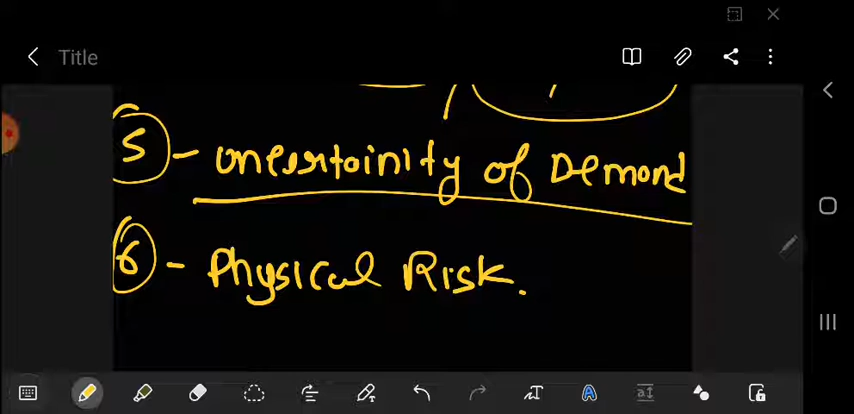 Title
5 - uncertainity of Demand
6 - Physical Risk.